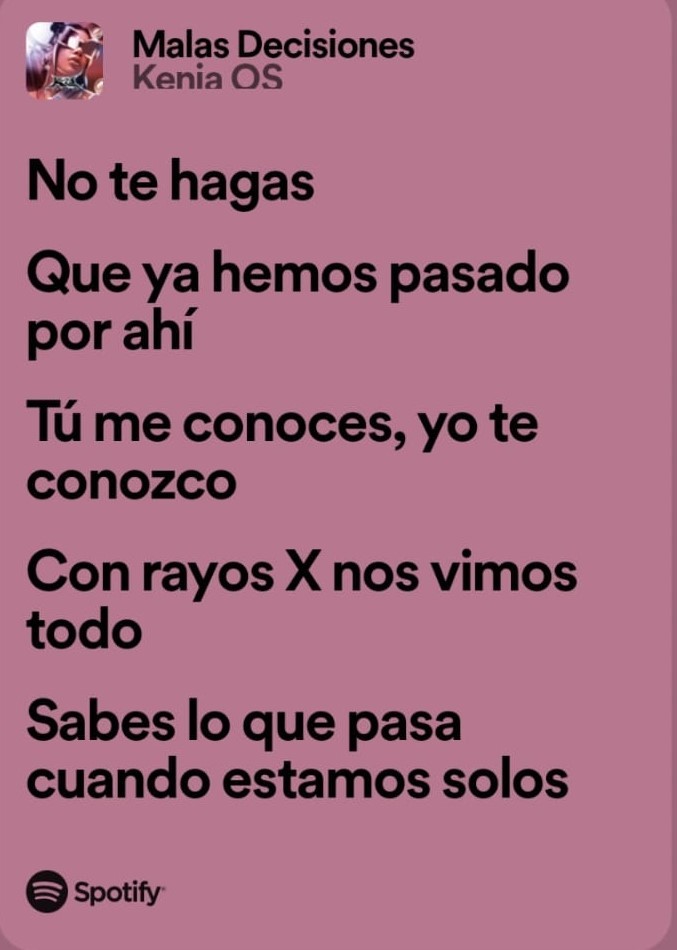 Malas Decisiones
Kenia OS
No te hagas
Que ya hemos pasado
por ahí
Tú me conoces, yo te
conozco
Con rayos X nos vimos
todo
Sabes lo que pasa
cuando estamos solos
Spotify